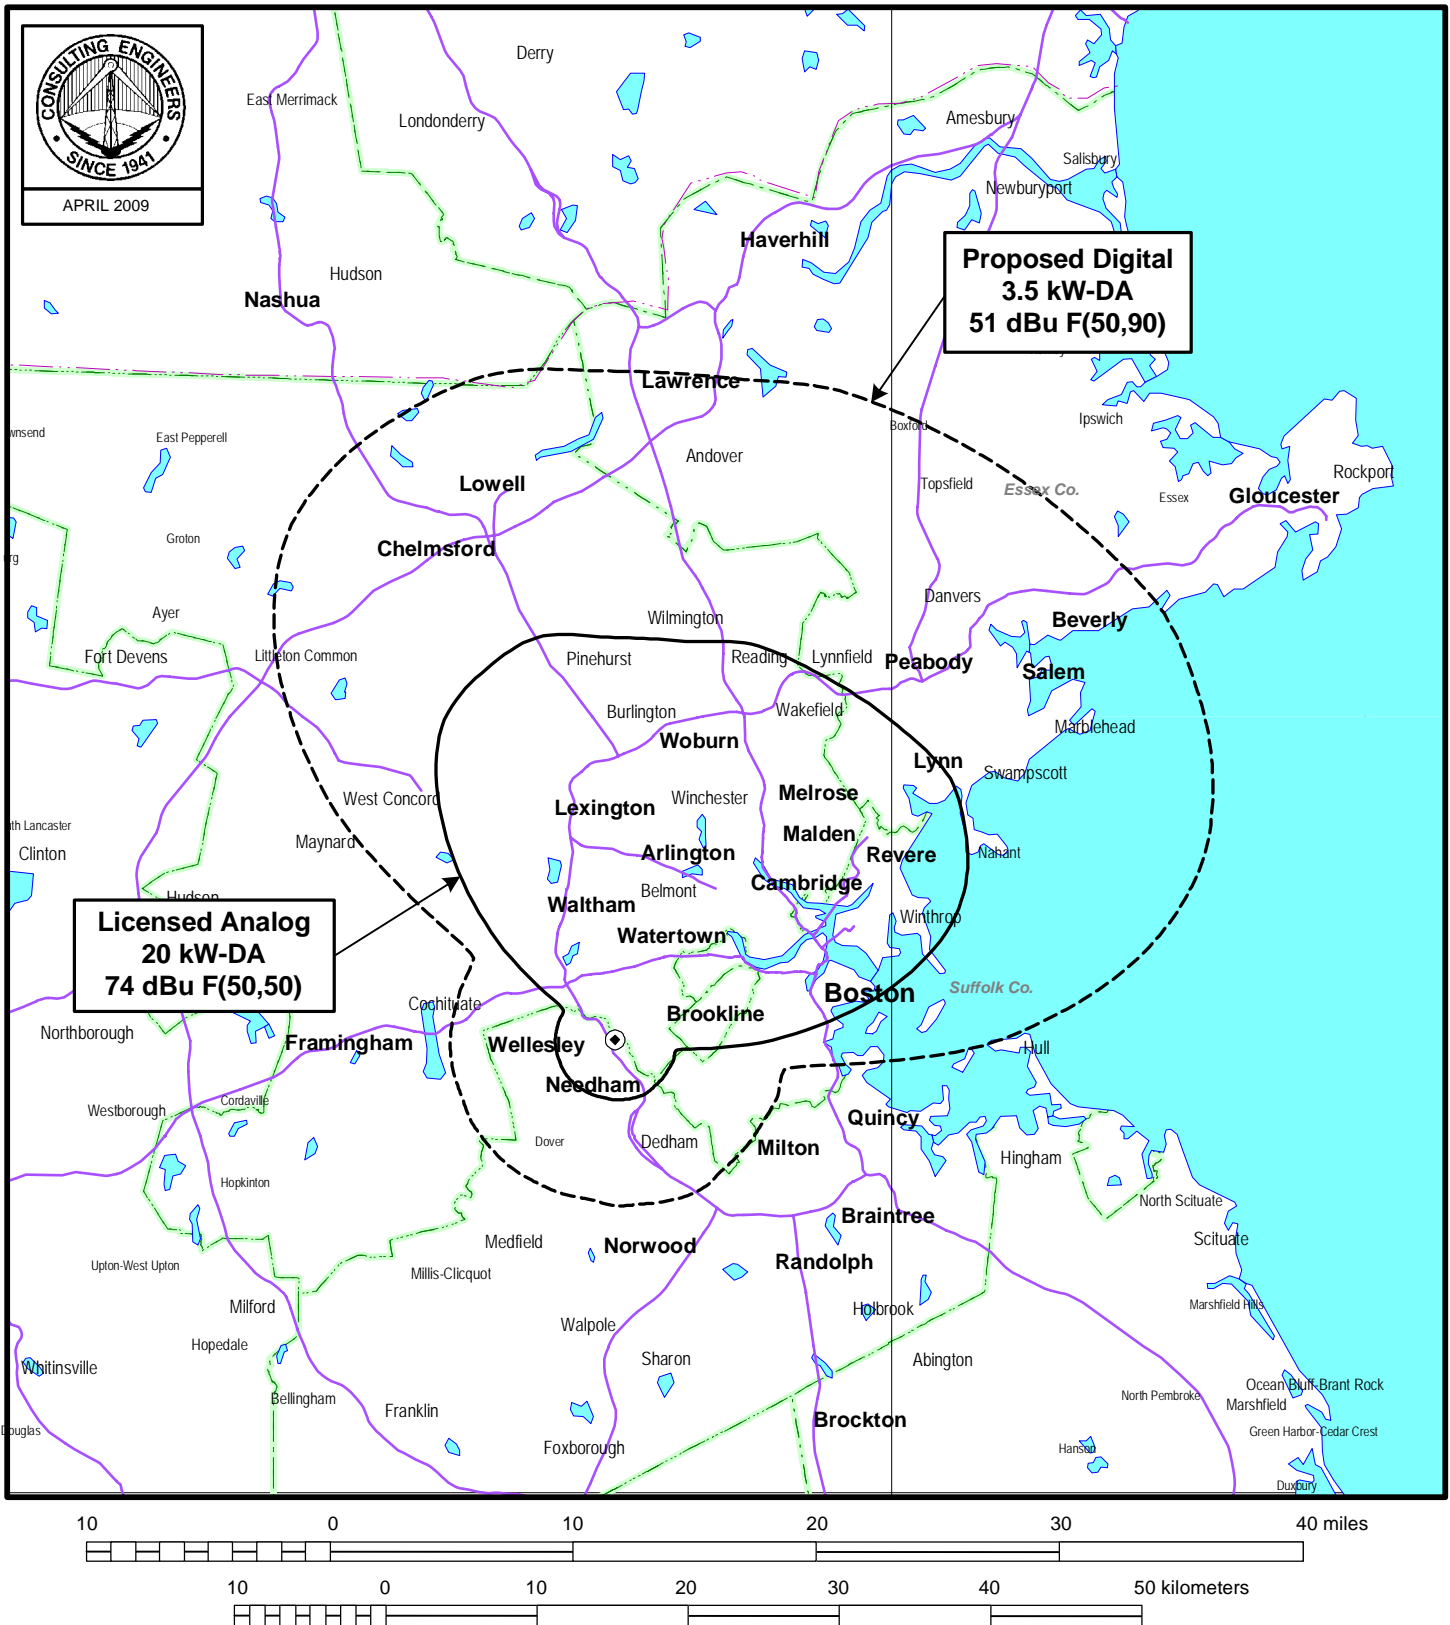 CONSULTING ENGINEERS
SINCE 1941
APRIL 2009
Derry
East Merrimack
Londonderry
Amesbury
Salisbury
Newburyport
Haverhill
Hudson
Nashua
Proposed Digital
3.5 kW-DA
51 dBu F(50,90)
Lawrence
Ipswich
Boxford
wnsend
East Pepperell
Andover
Rockport
Lowell
Topsfield
Essex Co.
Essex
Gloucester
Groton
Chelmsford
rg
Ayer
Danvers
Wilmington
Beverly
Fort Devens
Littleton Common
Pinehurst
Reading
Lynnfield
Peabody
Salem
Burlington
Wakefield
Marblehead
Woburn
Lynn
Swampscott
West Concord
Lexington
Winchester
Melrose
th Lancaster
Maynard
Malden
Clinton
Arlington
Revere
Nahant
Hudson
Belmont
Cambridge
Waltham
Winthrop
Licensed Analog
20 kW-DA
74 dBu F(50,50)
Watertown
Boston
Suffolk Co.
Cochituate
Brookline
Northborough
Framingham
Wellesley
Hull
Needham
Westborough
Cordaville
Quincy
Dover
Dedham
Milton
Hingham
Hopkinton
North Scituate
Braintree
Scituate
Medfield
Norwood
Randolph
Upton-West Upton
Millis-Clicquot
Milford
Holbrook
Marshfield Hills
Walpole
Hopedale
Whitinsville
Sharon
Abington
Ocean Bluff-Brant Rock
Bellingham
North Pembroke
Marshfield
Franklin
Brockton
Douglas
Green Harbor-Cedar Crest
Foxborough
Hanson
Duxbury
10 0 10 20 30 40 miles
10 0 10 20 30 40 50 kilometers